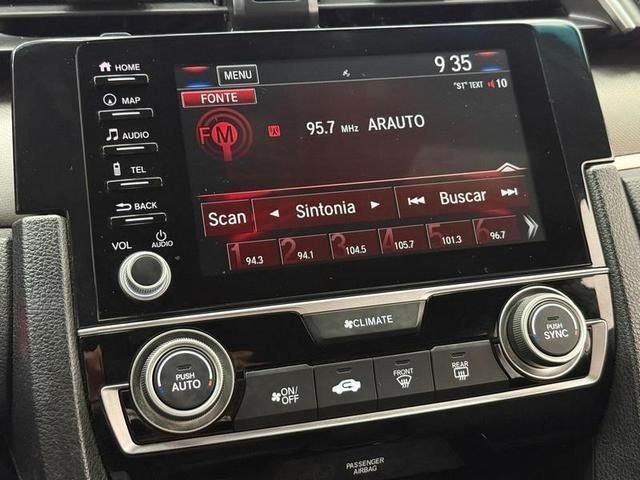 HOME
MAP
AUDIO
TEL
BACK
VOL
AUDIO
MENU
9 35
"ST" TEXT 10
FONTE
FM
95.7 MHz ARAUTO
Scan
Sintonia
Buscar
1 94.3
2 94.1
3 104.5
4 105.7
5 101.3
6 96.7
CLIMATE
PUSH
AUTO
ON/
OFF
FRONT
REAR
PUSH
SYNC
PASSENGER
AIRBAG